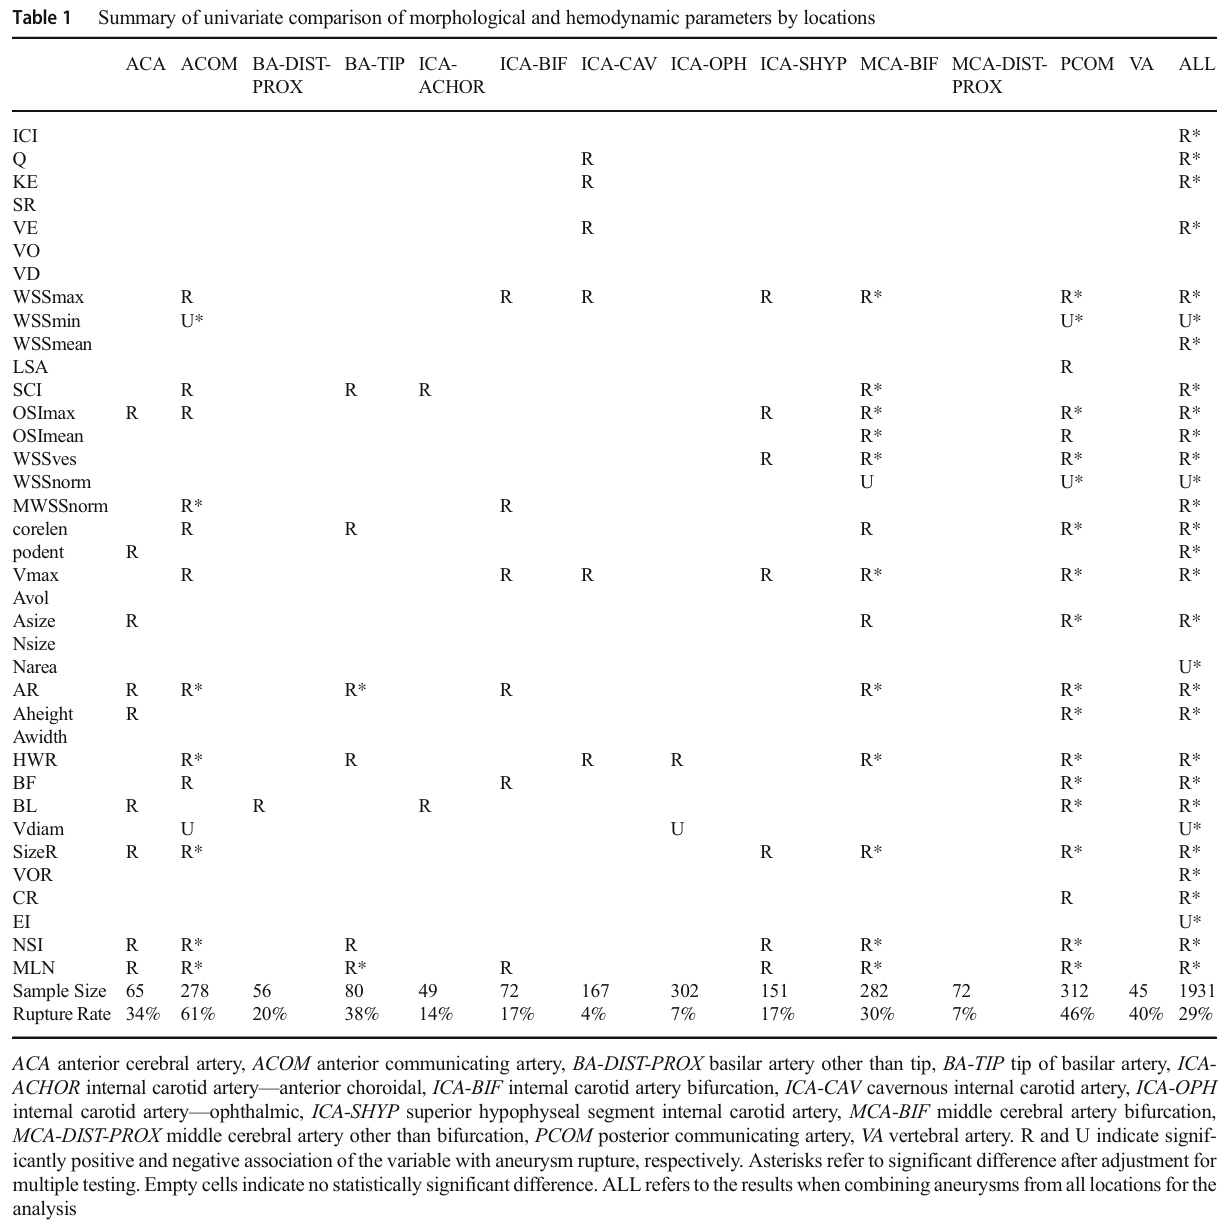 Table 1 Summary of univariate comparison of morphological and hemodynamic parameters by locations
ACA ACOM BA-DIST- BA-TIP ICA- ICA-BIF ICA-CAV ICA-OPH ICA-SHYP MCA-BIF MCA-DIST- PCOM VA ALL
PROX ACHOR PROX
ICI R*
Q R R*
KE R R*
SR
VE R R*
VO
VD
WSSmax R R R R R* R* R*
WSSmin U* U* U*
WSSmean R*
LSA R
SCI R R R R* R*
OSImax R R R R* R* R*
OSImean R* R R*
WSSves R R* R* R*
WSSnorm U U* U*
MWSSnorm R* R R*
corelen R R R R* R*
podent R R*
Vmax R R R R R* R* R*
Avol
Asize R R R* R*
Nsize
Narea U*
AR R R* R* R R* R* R*
Aheight R R* R*
Awidth
HWR R* R R R R* R* R*
BF R R R* R*
BL R R R R* R*
Vdiam U U U*
SizeR R R* R R* R* R*
VOR R*
CR R R*
EI U*
NSI R R* R R R* R* R*
MLN R R* R* R R R* R* R*
Sample Size 65 278 56 80 49 72 167 302 151 282 72 312 45 1931
Rupture Rate 34% 61% 20% 38% 14% 17% 4% 7% 17% 30% 7% 46% 40% 29%
ACA anterior cerebral artery, ACOM anterior communicating artery, BA-DIST-PROX basilar artery other than tip, BA-TIP tip of basilar artery, ICA-
ACHOR internal carotid artery—anterior choroidal, ICA-BIF internal carotid artery bifurcation, ICA-CAV cavernous internal carotid artery, ICA-OPH
internal carotid artery—ophthalmic, ICA-SHYP superior hypophyseal segment internal carotid artery, MCA-BIF middle cerebral artery bifurcation,
MCA-DIST-PROX middle cerebral artery other than bifurcation, PCOM posterior communicating artery, VA vertebral artery. R and U indicate signif-
icantly positive and negative association of the variable with aneurysm rupture, respectively. Asterisks refer to significant difference after adjustment for
multiple testing. Empty cells indicate no statistically significant difference. ALL refers to the results when combining aneurysms from all locations for the
analysis